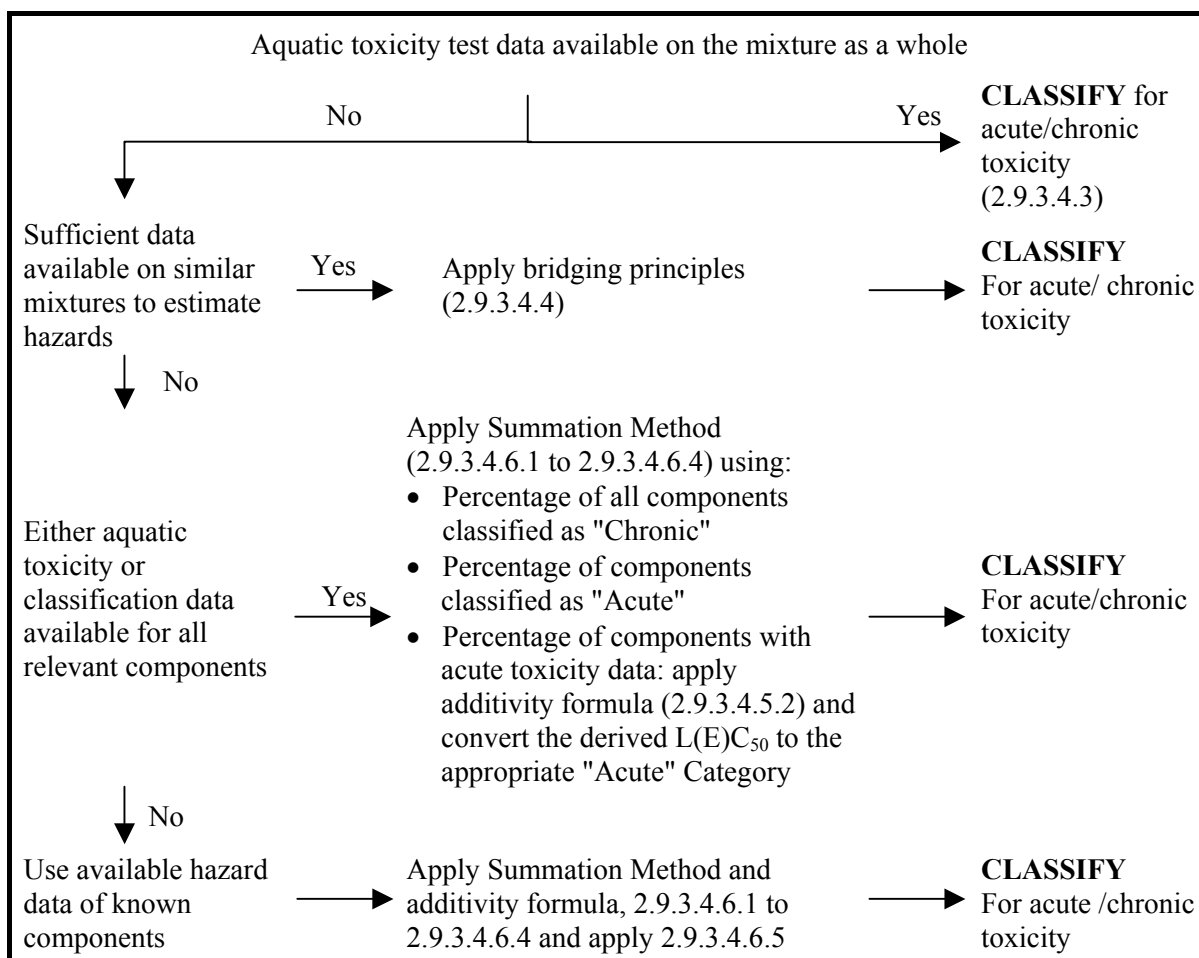 Aquatic toxicity test data available on the mixture as a whole
No
Yes
CLASSIFY for
acute/chronic
toxicity
(2.9.3.4.3)
Sufficient data
available on similar
mixtures to estimate
hazards
Yes
Apply bridging principles
(2.9.3.4.4)
CLASSIFY
For acute/ chronic
toxicity
No
Either aquatic
toxicity or
classification data
available for all
relevant components
Yes
Apply Summation Method
(2.9.3.4.6.1 to 2.9.3.4.6.4) using:
• Percentage of all components
classified as "Chronic"
• Percentage of components
classified as "Acute"
• Percentage of components with
acute toxicity data: apply
additivity formula (2.9.3.4.5.2) and
convert the derived L(E)C₅₀ to the
appropriate "Acute" Category
CLASSIFY
For acute/chronic
toxicity
No
Use available hazard
data of known
components
Apply Summation Method and
additivity formula, 2.9.3.4.6.1 to
2.9.3.4.6.4 and apply 2.9.3.4.6.5
CLASSIFY
For acute /chronic
toxicity